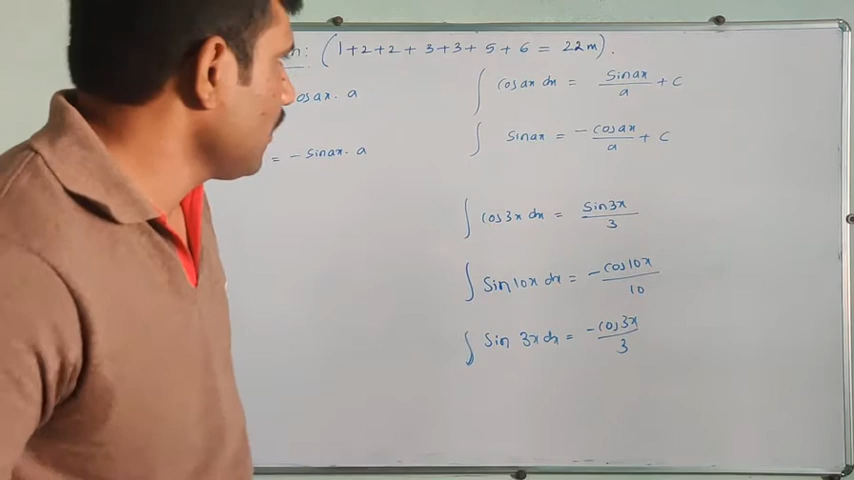 n: (1+2+2+3+3+5+6 = 22m).
osax. a
= - sinax. a
∫ cosax dx = sinax/a + c
∫ sinax = - cosax/a + c
∫ cos3x dx = sin3x/3
∫ sin10x dx = - cos10x/10
∫ sin 3x dx = - cos3x/3